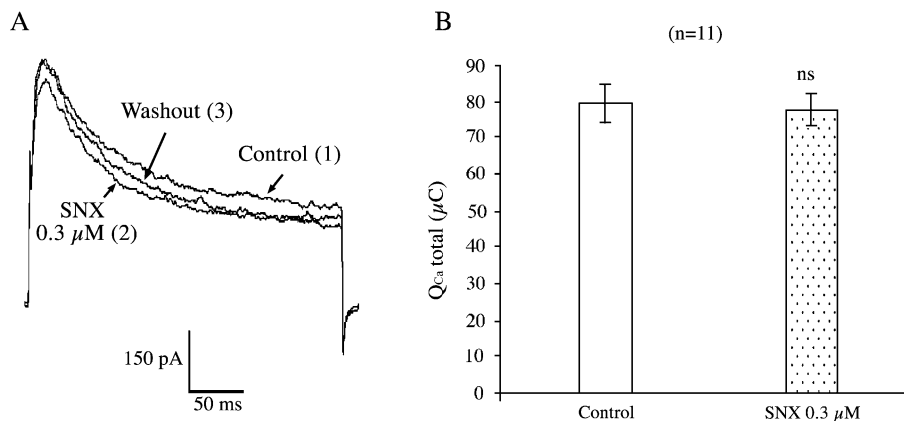 A
Washout (3)
Control (1)
SNX
0.3 µM (2)
150 pA
50 ms
B
(n=11)
ns
90
80
70
60
50
40
30
20
10
0
QCa total (µC)
Control
SNX 0.3 µM